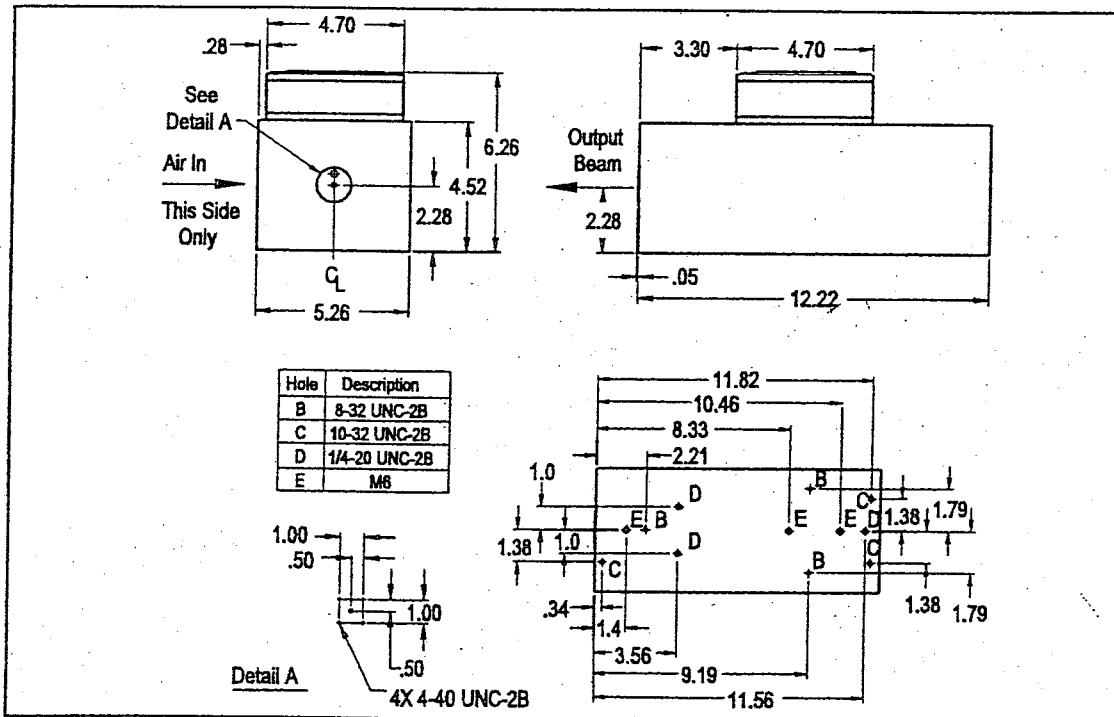 4.70
.28
See
Detail A
Air In
This Side
Only
6.26
4.52
2.28
CL
5.26
3.30
4.70
Output
Beam
2.28
.05
12.22
Hole Description
B 8-32 UNC-2B
C 10-32 UNC-2B
D 1/4-20 UNC-2B
E M6
1.00
.50
1.00
.50
Detail A
4X 4-40 UNC-2B
11.82
10.46
8.33
2.21
1.0
D
B
C
1.79
1.38
E
B
E
E
D
1.38
1.0
D
C
B
C
.34
1.4
1.38
1.79
3.56
9.19
11.56